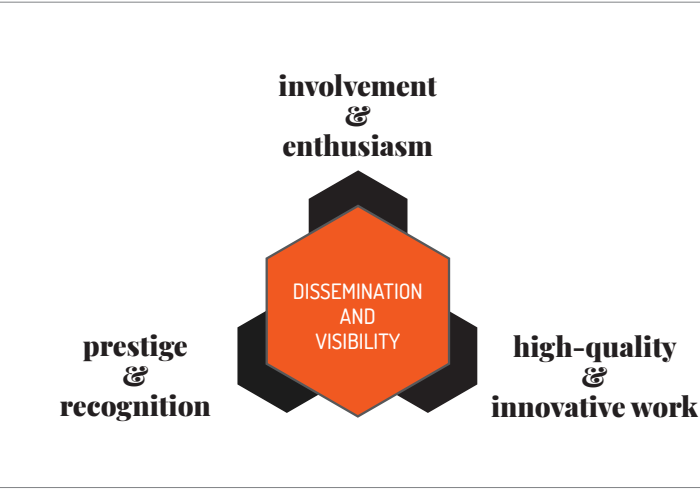 involvement
&
enthusiasm
DISSEMINATION
AND
VISIBILITY
prestige
&
recognition
high-quality
&
innovative work